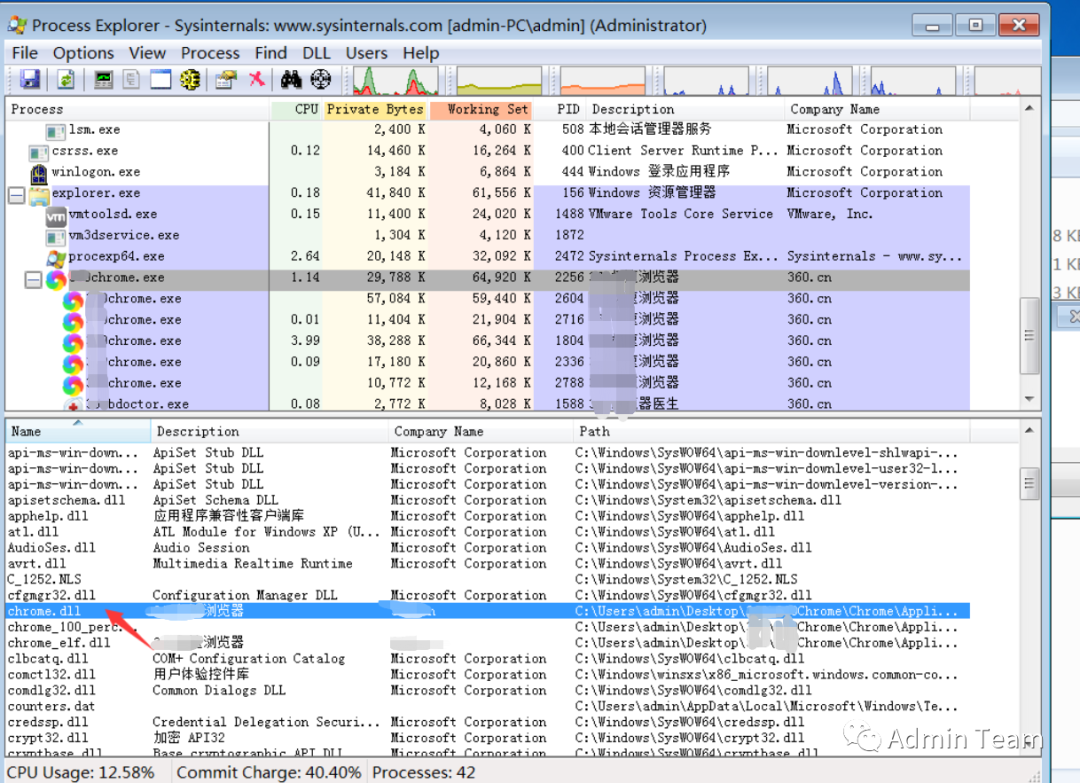 Process Explorer - Sysinternals: www.sysinternals.com [admin-PC\admin] (Administrator)
File Options View Process Find DLL Users Help
Process CPU Private Bytes Working Set PID Description Company Name
lsm.exe 2,400 K 4,060 K 508 本地会话管理器服务 Microsoft Corporation
csrss.exe 0.12 14,460 K 16,264 K 400 Client Server Runtime P... Microsoft Corporation
winlogon.exe 3,184 K 6,864 K 444 Windows 登录应用程序 Microsoft Corporation
explorer.exe 0.18 41,840 K 61,556 K 156 Windows 资源管理器 Microsoft Corporation
vmtoolsd.exe 0.15 11,400 K 24,020 K 1488 VMware Tools Core Service VMware, Inc.
vm3dservice.exe 1,304 K 4,120 K 1872
procexp64.exe 2.64 20,148 K 32,092 K 2472 Sysinternals Process Ex... Sysinternals - www.sy...
chrome.exe 1.14 29,788 K 64,920 K 2256 浏览器 360.cn
chrome.exe 57,084 K 59,440 K 2604 浏览器 360.cn
chrome.exe 0.01 11,404 K 21,904 K 2716 浏览器 360.cn
chrome.exe 3.99 38,288 K 66,344 K 1804 浏览器 360.cn
chrome.exe 0.09 17,180 K 20,860 K 2336 浏览器 360.cn
chrome.exe 10,772 K 12,168 K 2788 浏览器 360.cn
bdoctor.exe 0.08 2,772 K 8,028 K 1588 器医生 360.cn
Name Description Company Name Path
api-ms-win-down... ApiSet Stub DLL Microsoft Corporation C:\Windows\SysWOW64\api-ms-win-downlevel-shlwapi-...
api-ms-win-down... ApiSet Stub DLL Microsoft Corporation C:\Windows\SysWOW64\api-ms-win-downlevel-user32-l...
api-ms-win-down... ApiSet Stub DLL Microsoft Corporation C:\Windows\SysWOW64\api-ms-win-downlevel-version-...
apisetschema.dll ApiSet Schema DLL Microsoft Corporation C:\Windows\System32\apisetschema.dll
apphelp.dll 应用程序兼容性客户端库 Microsoft Corporation C:\Windows\SysWOW64\apphelp.dll
atl.dll ATL Module for Windows XP (U... Microsoft Corporation C:\Windows\SysWOW64\atl.dll
AudioSes.dll Audio Session Microsoft Corporation C:\Windows\SysWOW64\AudioSes.dll
avrt.dll Multimedia Realtime Runtime Microsoft Corporation C:\Windows\SysWOW64\avrt.dll
C_1252.NLS C:\Windows\System32\C_1252.NLS
cfgmgr32.dll Configuration Manager DLL Microsoft Corporation C:\Windows\SysWOW64\cfgmgr32.dll
chrome.dll 浏览器 C:\Users\admin\Desktop\ Chrome\Chrome\Appli...
chrome_100_perc... C:\Users\admin\Desktop\ Chrome\Chrome\Appli...
chrome_elf.dll 浏览器 C:\Users\admin\Desktop\ Chrome\Chrome\Appli...
clbcatq.dll COM+ Configuration Catalog Microsoft Corporation C:\Windows\SysWOW64\clbcatq.dll
comctl32.dll 用户体验控件库 Microsoft Corporation C:\Windows\winsxs\x86_microsoft.windows.common-co...
comdlg32.dll Common Dialogs DLL Microsoft Corporation C:\Windows\SysWOW64\comdlg32.dll
counters.dat C:\Users\admin\AppData\Local\Microsoft\Windows\Te...
credssp.dll Credential Delegation Securi... Microsoft Corporation C:\Windows\SysWOW64\credssp.dll
crypt32.dll 加密 API32 Microsoft Corporation C:\Windows\SysWOW64\crypt32.dll
cryptbase.dll Base cryptographic API DLL Microsoft Corporation C:\Windows\SysWOW64\cryptbase.dll
Admin Team
CPU Usage: 12.58% Commit Charge: 40.40% Processes: 42